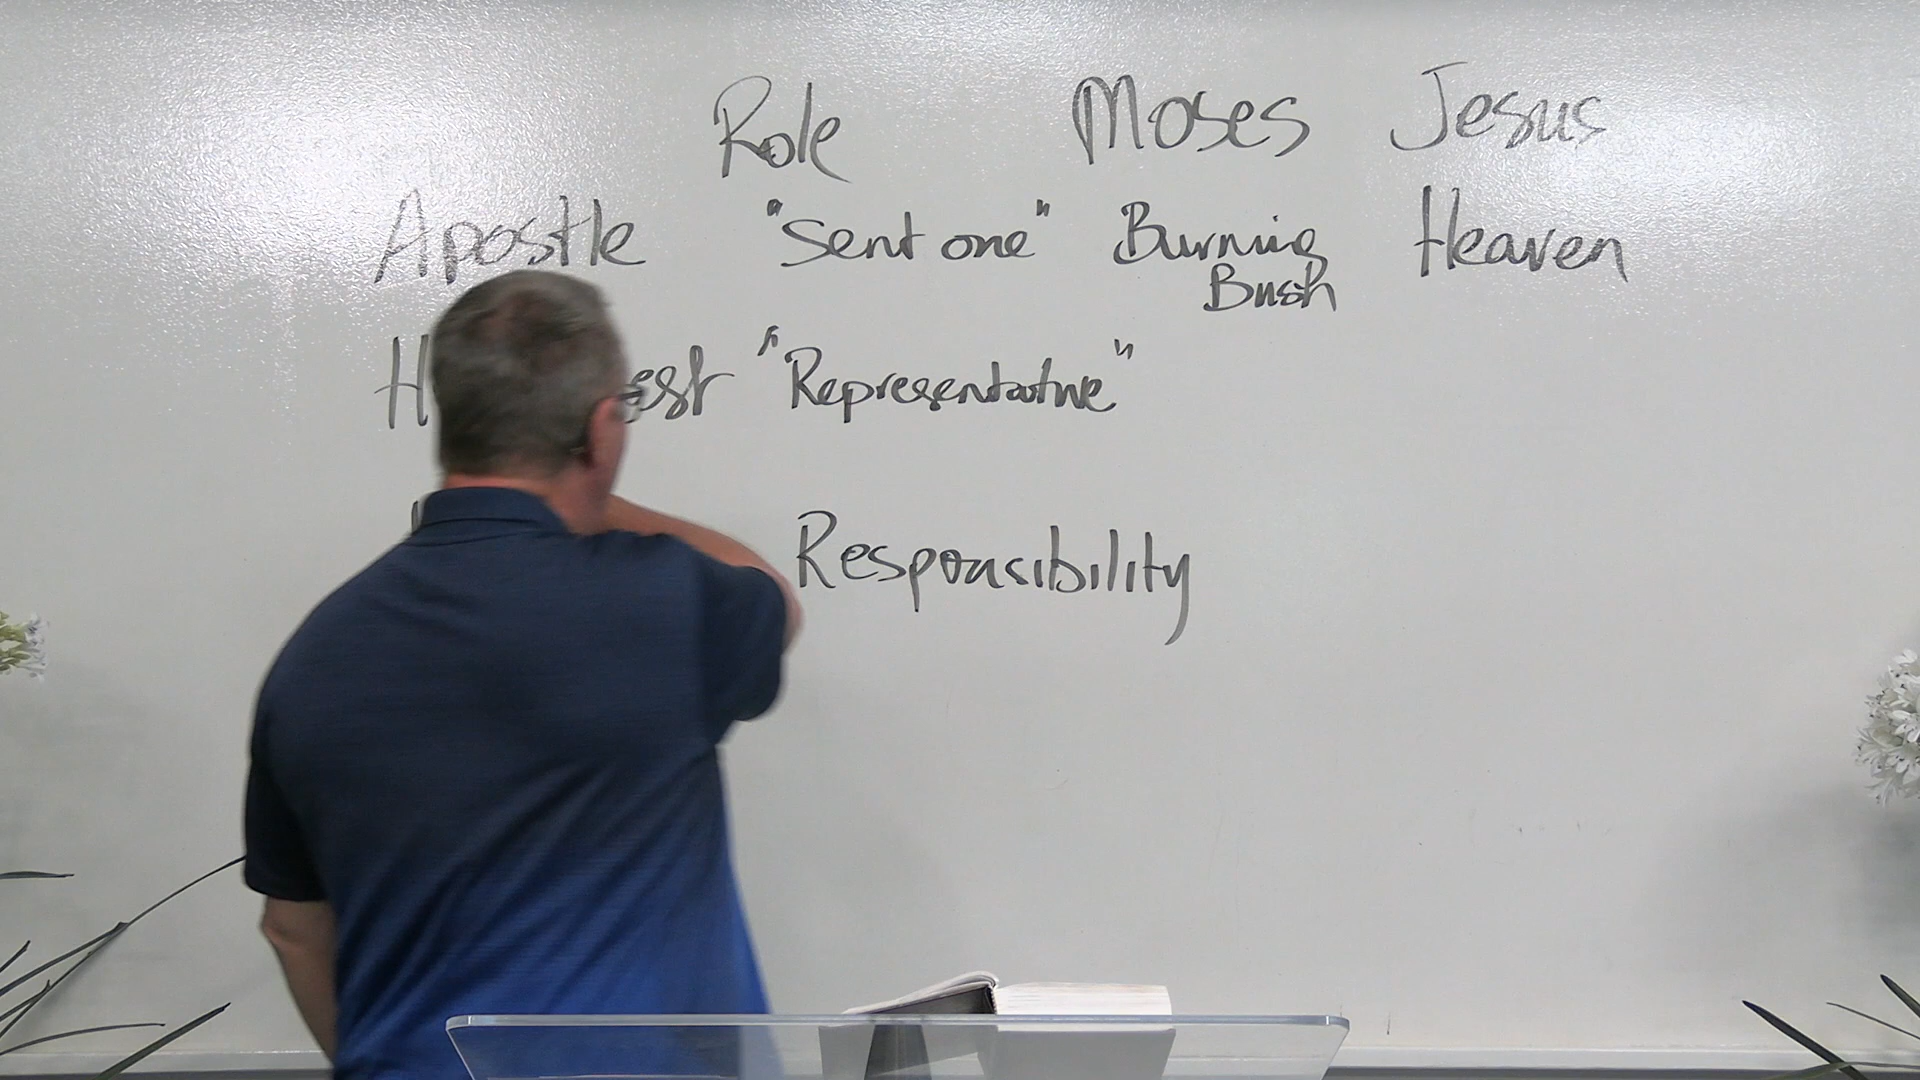 Role Moses Jesus
Apostle "Sent one" Burning Bush Heaven
"Representative"
Responsibility